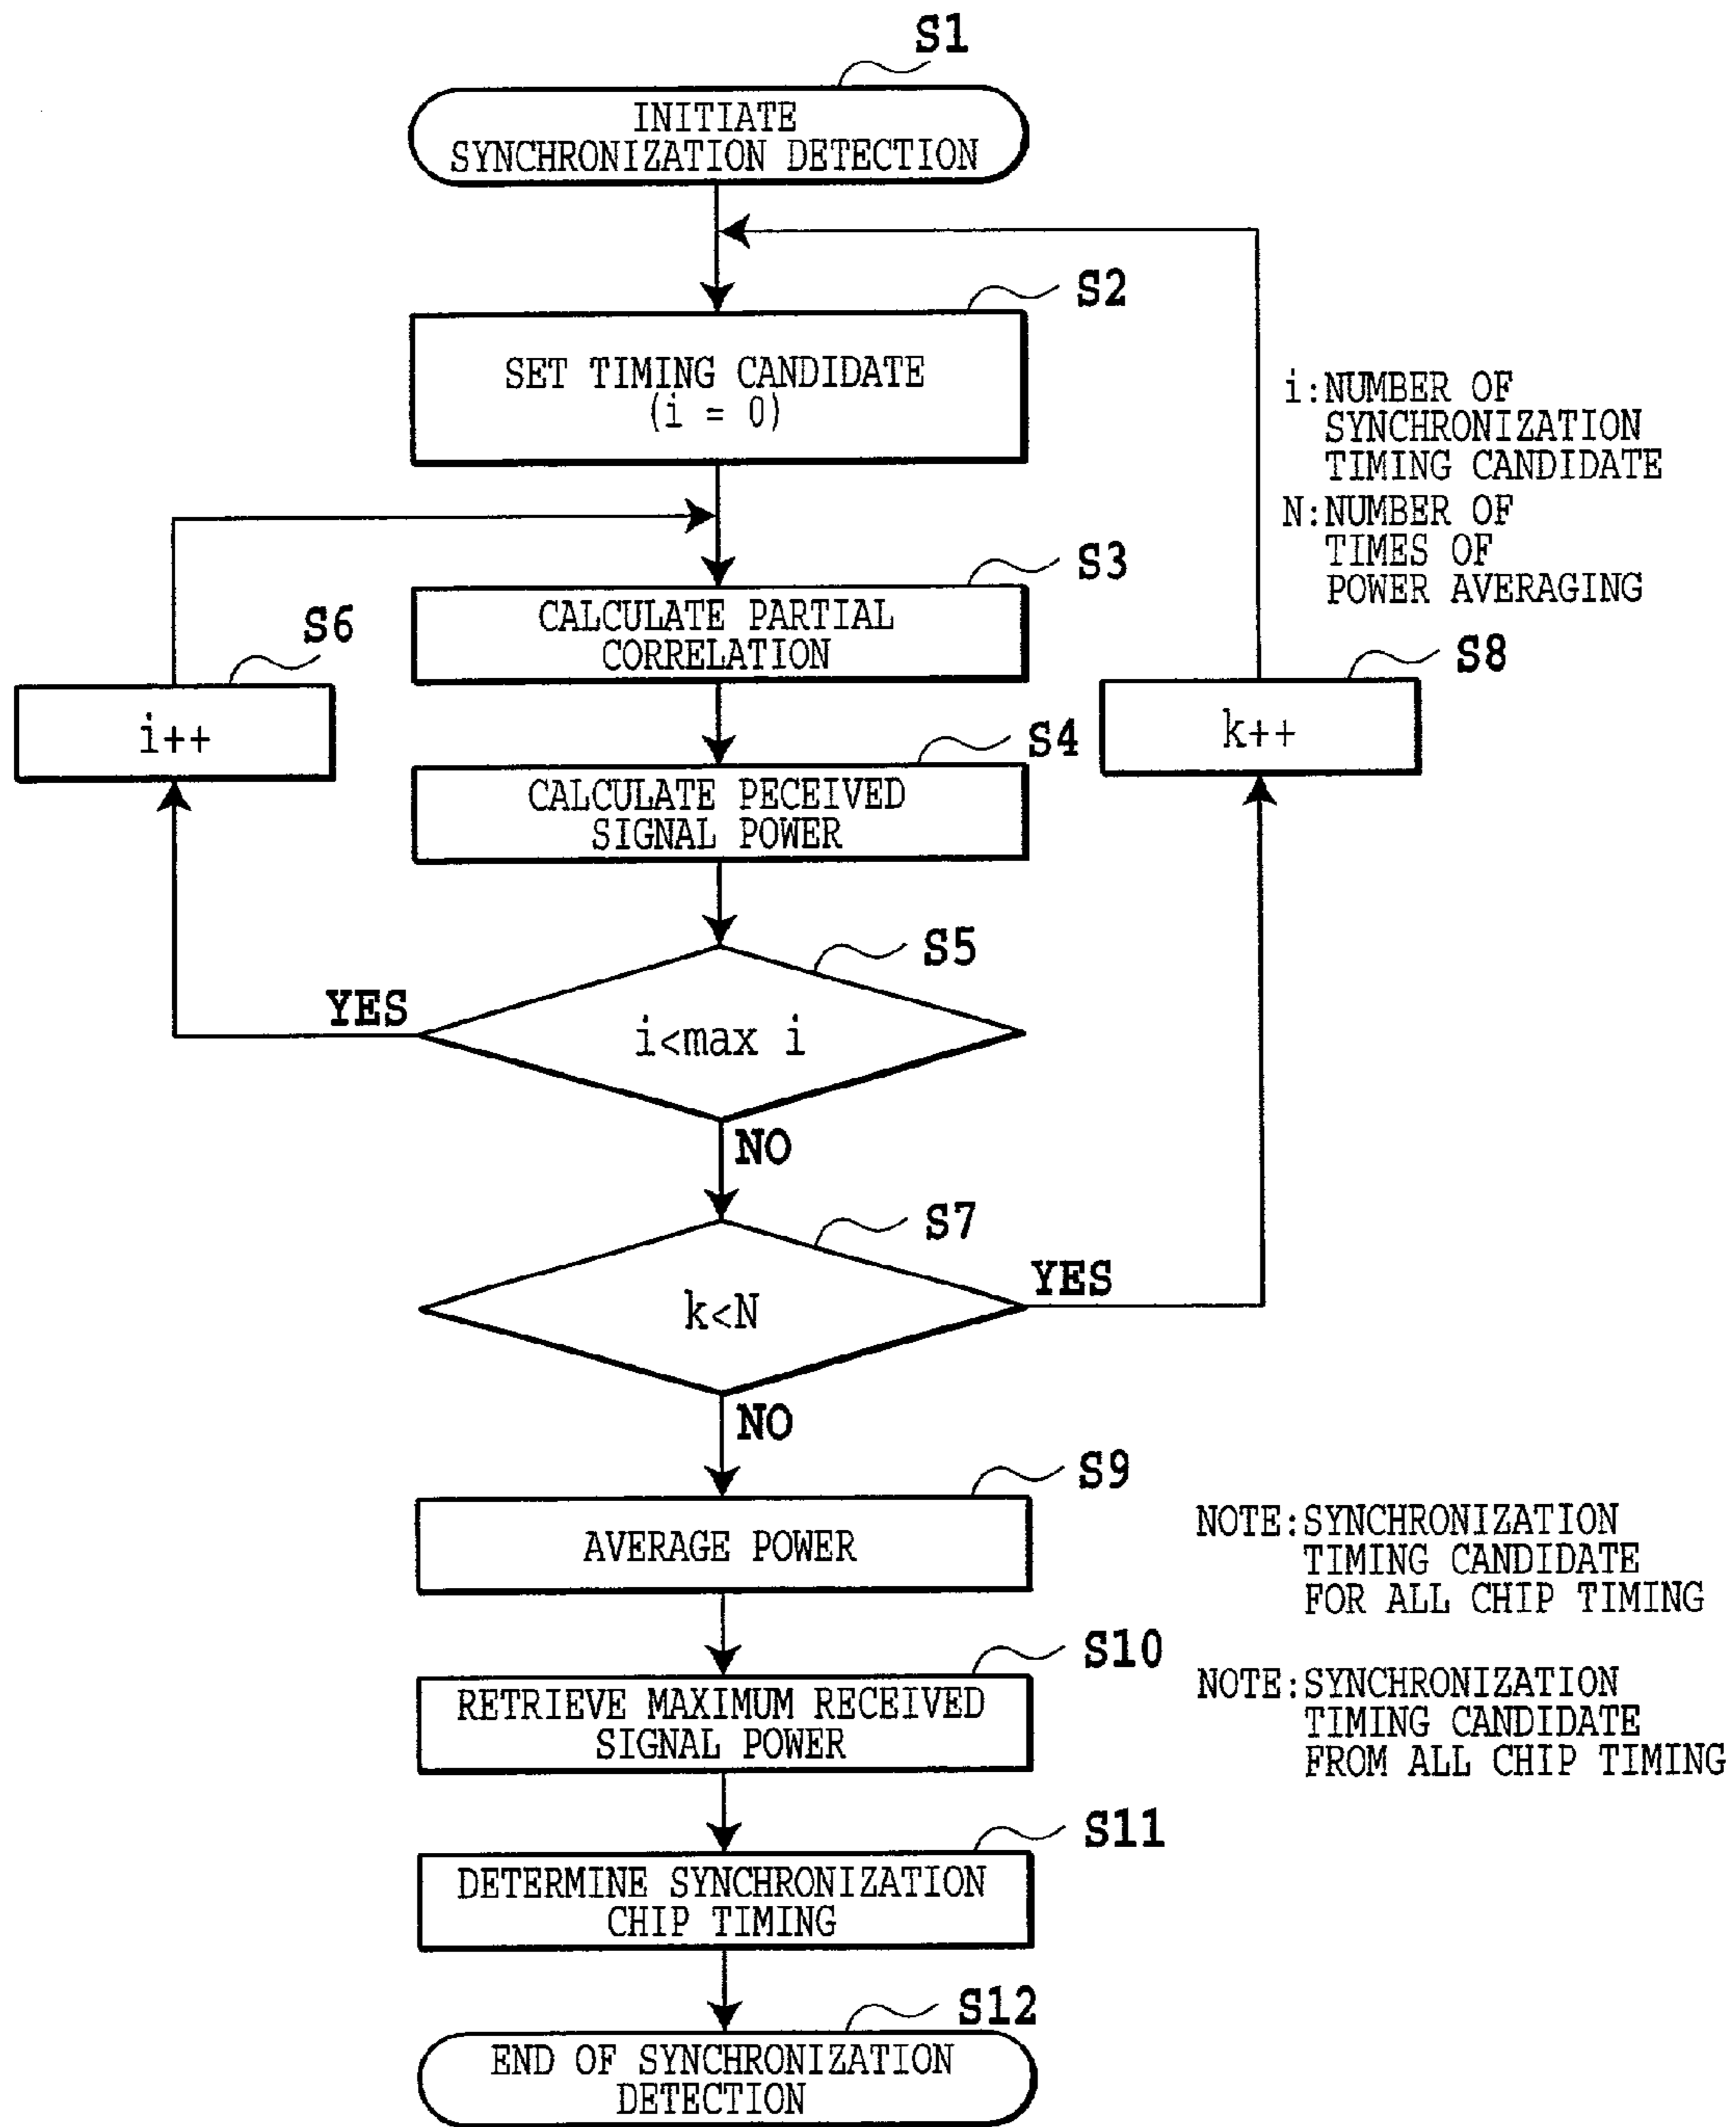 S1
INITIATE
SYNCHRONIZATION DETECTION
S2
SET TIMING CANDIDATE
(i = 0)
i:NUMBER OF
SYNCHRONIZATION
TIMING CANDIDATE
N:NUMBER OF
TIMES OF
POWER AVERAGING
S3
CALCULATE PARTIAL
CORRELATION
S6
i++
S8
k++
S4
CALCULATE PECEIVED
SIGNAL POWER
S5
YES
i<max i
NO
S7
YES
k<N
NO
S9
AVERAGE POWER
NOTE:SYNCHRONIZATION
TIMING CANDIDATE
FOR ALL CHIP TIMING
S10
RETRIEVE MAXIMUM RECEIVED
SIGNAL POWER
NOTE:SYNCHRONIZATION
TIMING CANDIDATE
FROM ALL CHIP TIMING
S11
DETERMINE SYNCHRONIZATION
CHIP TIMING
S12
END OF SYNCHRONIZATION
DETECTION